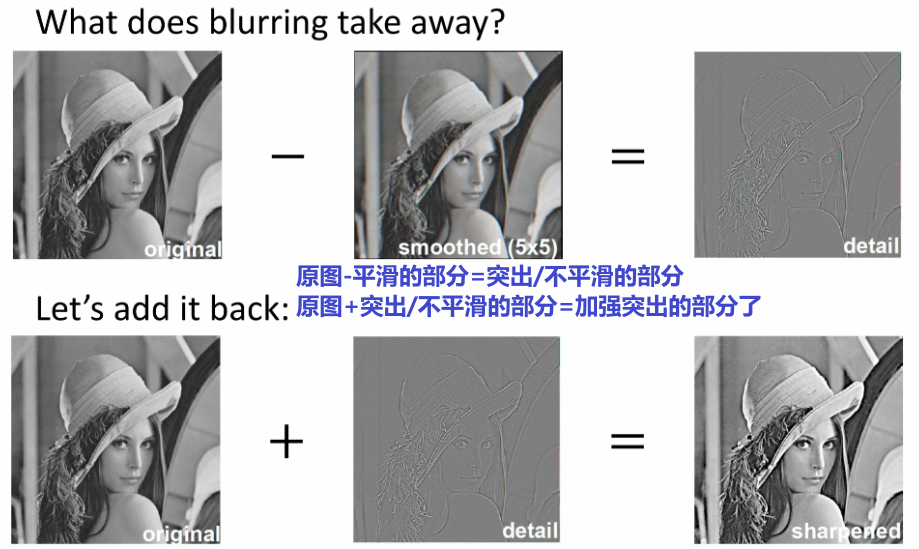 What does blurring take away?
−
=
original
smoothed (5x5)
detail
原图-平滑的部分=突出/不平滑的部分
Let’s add it back:
原图+突出/不平滑的部分=加强突出的部分了
+
=
original
detail
sharpened